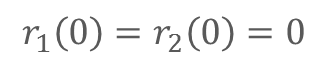 r₁(0) = r₂(0) = 0